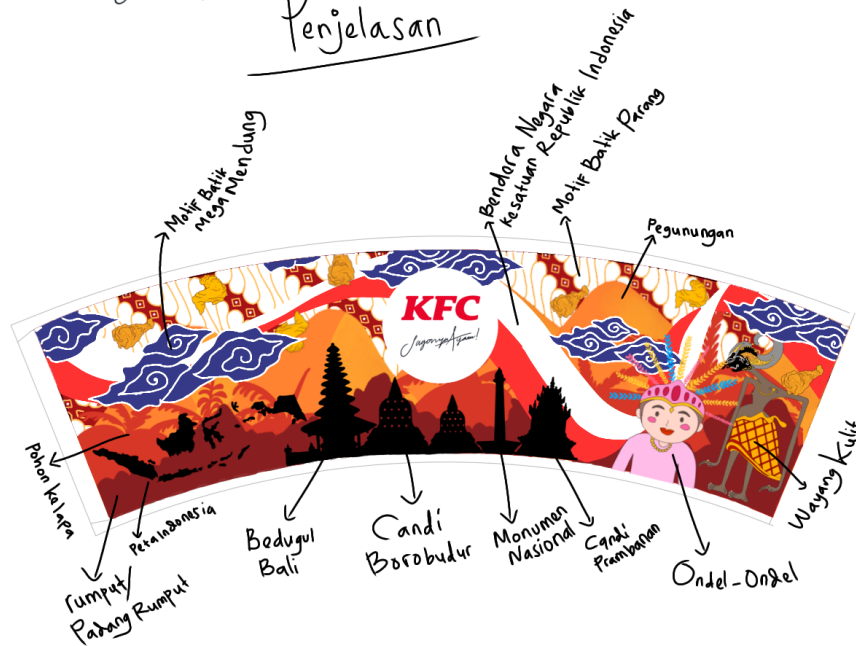 Penjelasan
Motif Batik
Mega Mendung
Bendera Negara
Kesatuan Republik Indonesia
Motif Batik Parang
Pegunungan
KFC
Jagonya Ayam!
Pohon Kalapa
Peta Indonesia
rumput/
Padang Rumput
Bedugul
Bali
Candi
Borobudur
Monumen
Nasional
Candi
Prambanan
Ondel-Ondel
Wayang Kulit